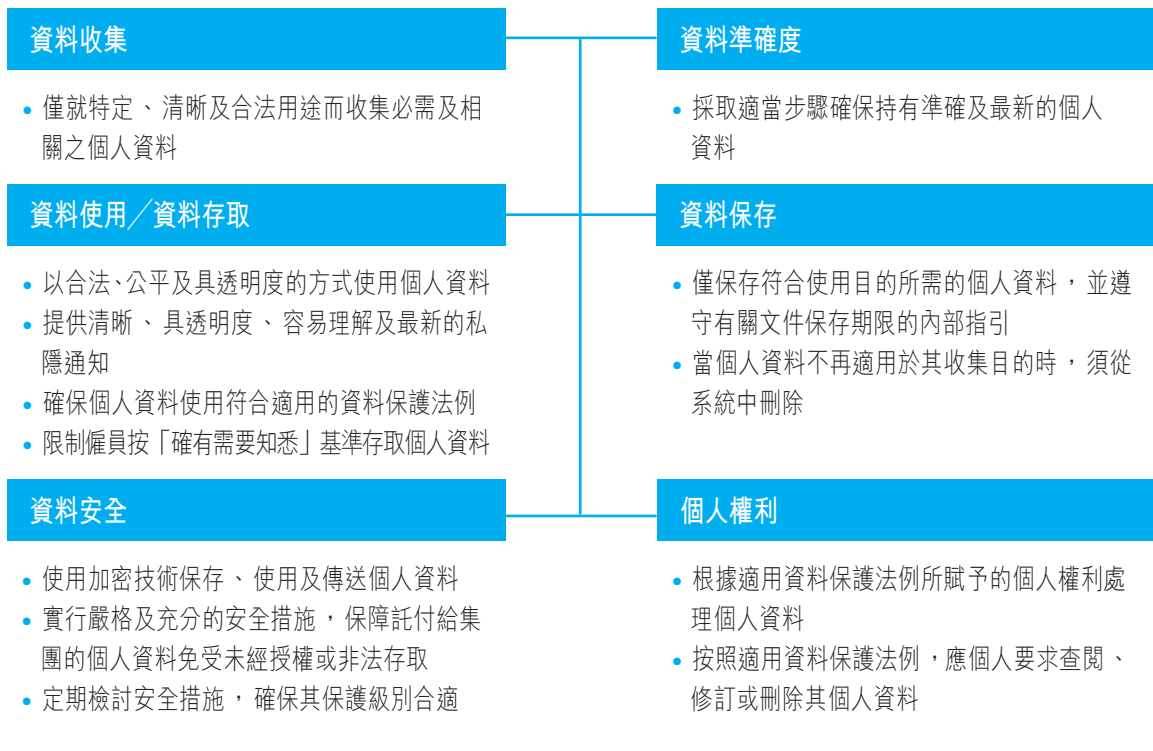 資料收集
• 僅就特定、清晰及合法用途而收集必需及相
關之個人資料
資料準確度
• 採取適當步驟確保持有準確及最新的個人
資料
資料使用／資料存取
• 以合法、公平及具透明度的方式使用個人資料
• 提供清晰、具透明度、容易理解及最新的私
隱通知
• 確保個人資料使用符合適用的資料保護法例
• 限制僱員按「確有需要知悉」基準存取個人資料
資料保存
• 僅保存符合使用目的所需的個人資料，並遵
守有關文件保存期限的內部指引
• 當個人資料不再適用於其收集目的時，須從
系統中刪除
資料安全
• 使用加密技術保存、使用及傳送個人資料
• 實行嚴格及充分的安全措施，保障託付給集
團的個人資料免受未經授權或非法存取
• 定期檢討安全措施，確保其保護級別合適
個人權利
• 根據適用資料保護法例所賦予的個人權利處
理個人資料
• 按照適用資料保護法例，應個人要求查閱、
修訂或刪除其個人資料